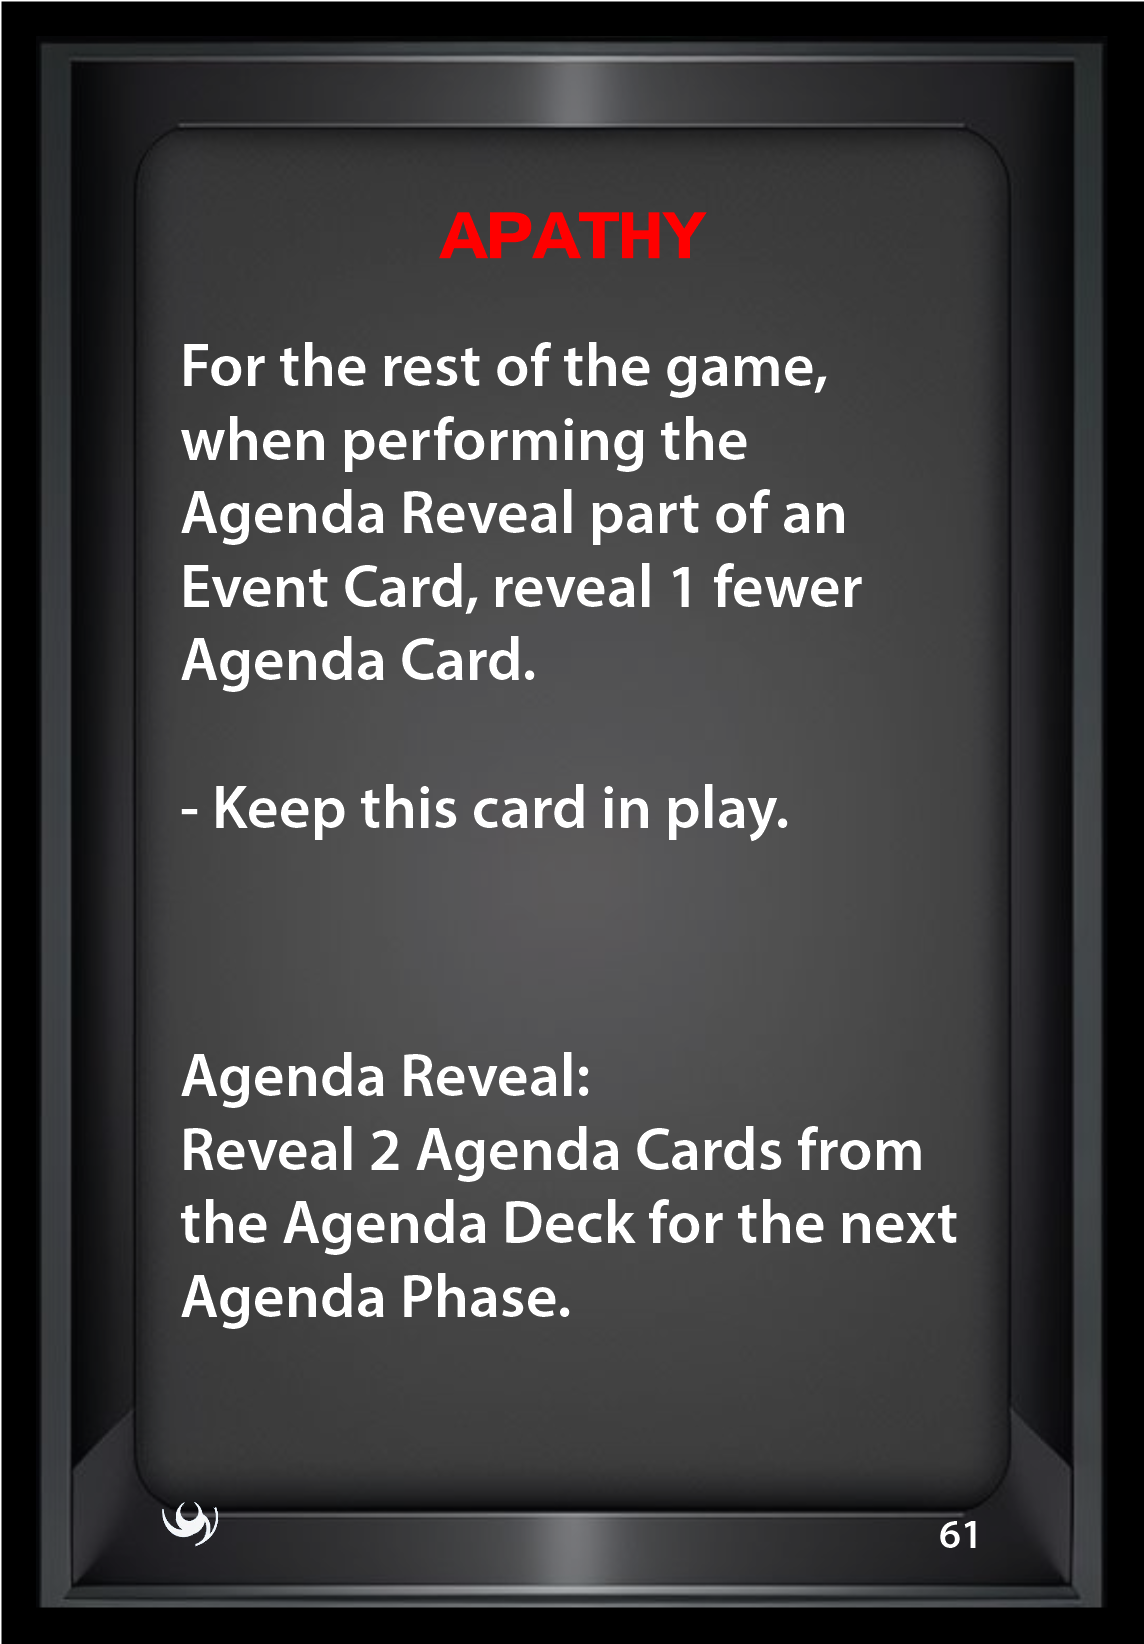 APATHY
For the rest of the game,
when performing the
Agenda Reveal part of an
Event Card, reveal 1 fewer
Agenda Card.
- Keep this card in play.
Agenda Reveal:
Reveal 2 Agenda Cards from
the Agenda Deck for the next
Agenda Phase.
61